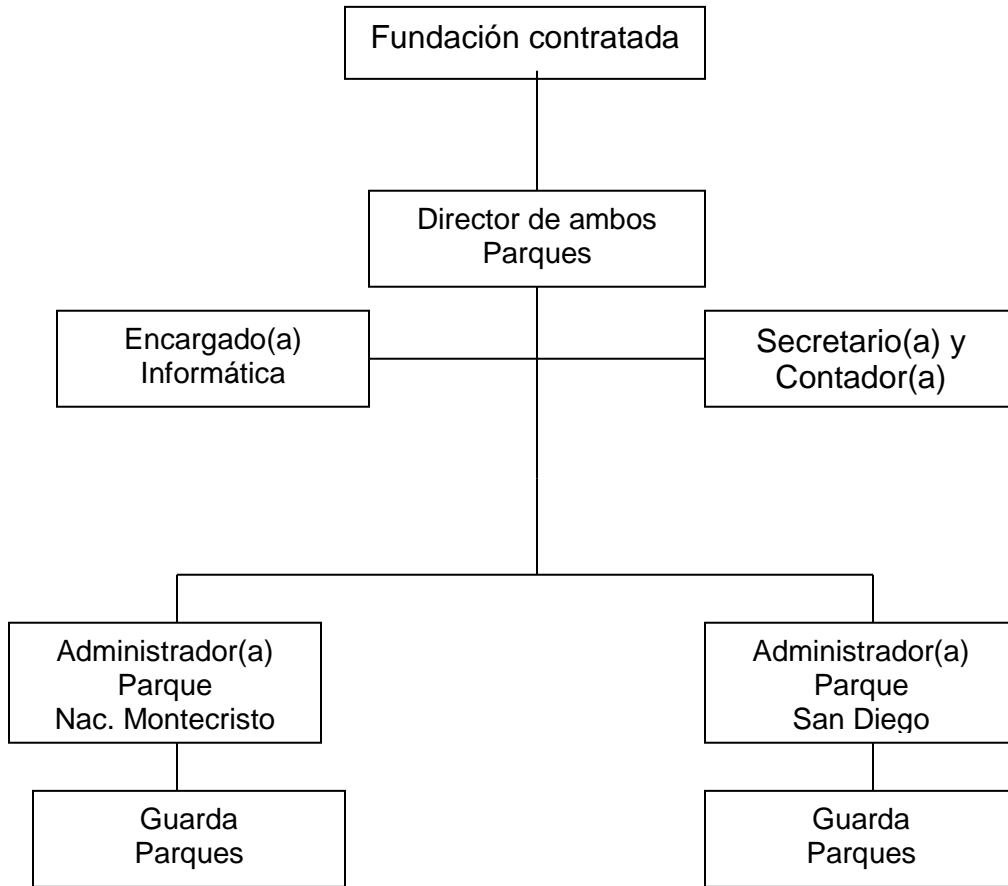 Fundación contratada
Director de ambos
Parques
Encargado(a)
Informática
Secretario(a) y
Contador(a)
Administrador(a)
Parque
Nac. Montecristo
Administrador(a)
Parque
San Diego
Guarda
Parques
Guarda
Parques